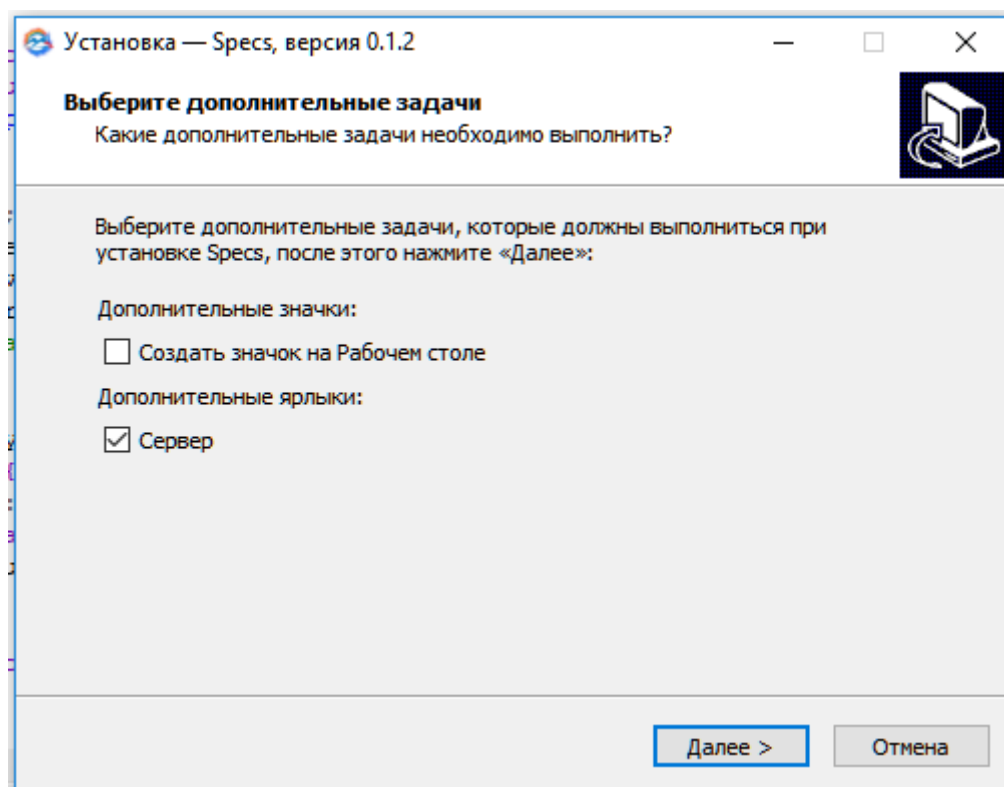 Установка — Specs, версия 0.1.2
Выберите дополнительные задачи
Какие дополнительные задачи необходимо выполнить?
Выберите дополнительные задачи, которые должны выполниться при
установке Specs, после этого нажмите «Далее»:
Дополнительные значки:
Создать значок на Рабочем столе
Дополнительные ярлыки:
Сервер
Далее >
Отмена